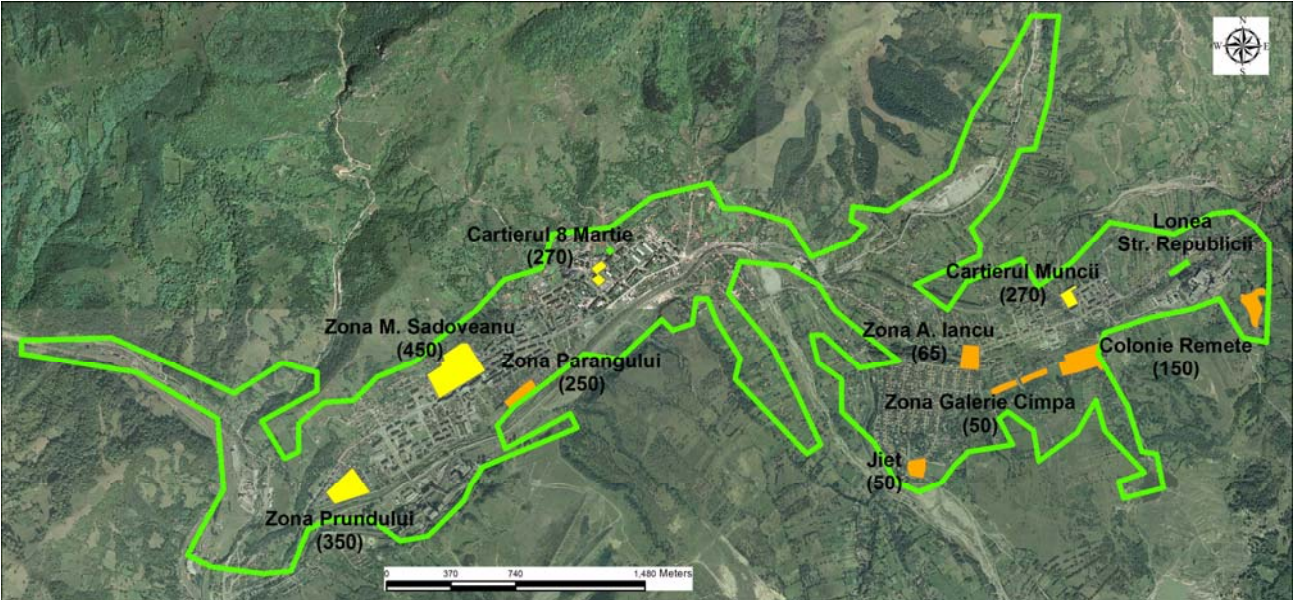 N
W E
S
Lonea
Str. Republicii
Cartierul 8 Martie
(270)
Cartierul Muncii
(270)
Zona M. Sadoveanu
(450)
Zona A. Iancu
(65)
Zona Parangului
(250)
Colonie Remete
(150)
Zona Galerie Cimpa
(50)
Jiet
(50)
Zona Prundului
(350)
0 370 740 1,480 Meters